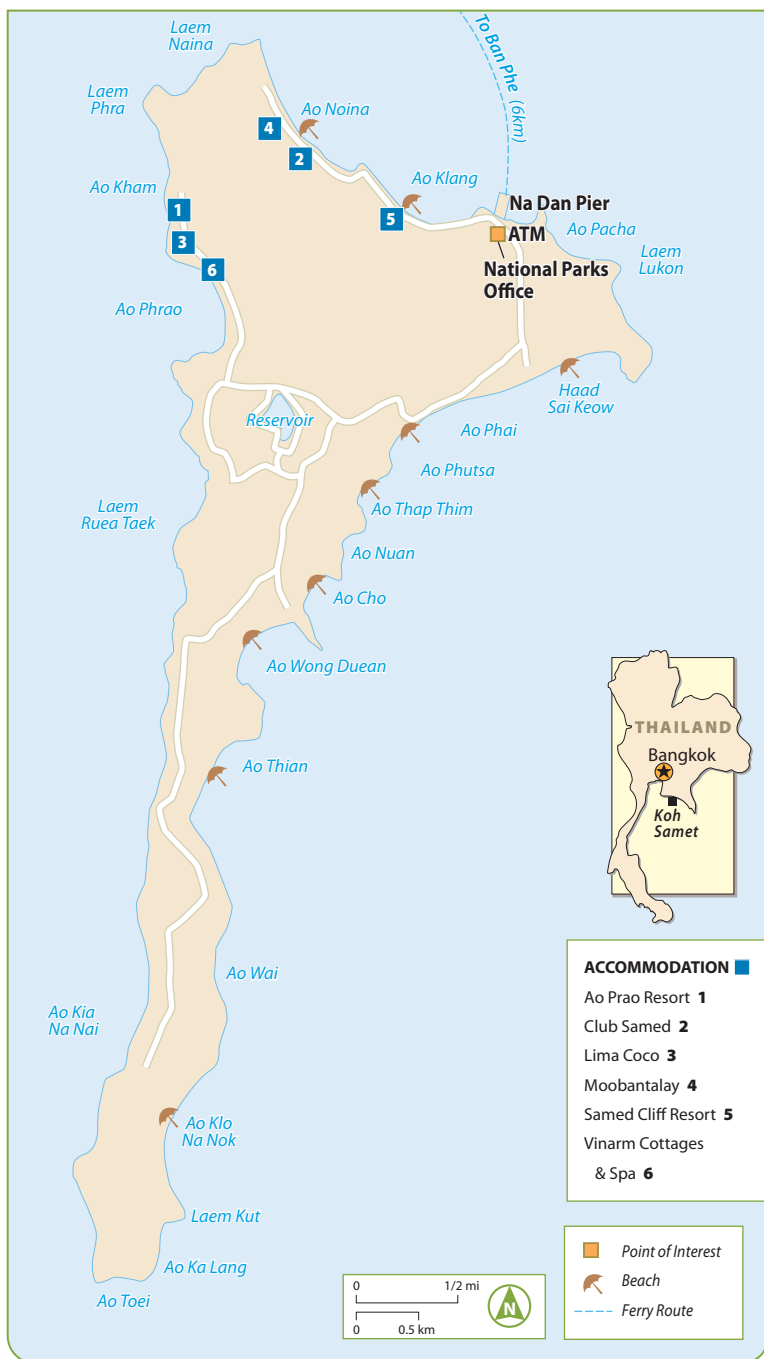 Laem
Naina
To Ban Phe (6km)
Laem
Phra
Ao Noina
4
2
Ao Kham
Ao Klang
1
5
Na Dan Pier
ATM
Ao Pacha
3
Laem
Lukon
6
National Parks
Office
Ao Phrao
Haad
Sai Keow
Reservoir
Ao Phai
Ao Phutsa
Laem
Ruea Taek
Ao Thap Thim
Ao Nuan
Ao Cho
Ao Wong Duean
Ao Thian
THAILAND
Bangkok
Koh
Samet
Ao Wai
Ao Kia
Na Nai
Ao Klo
Na Nok
Laem Kut
Ao Ka Lang
Ao Toei
ACCOMMODATION
Ao Prao Resort 1
Club Samed 2
Lima Coco 3
Moobantalay 4
Samed Cliff Resort 5
Vinarm Cottages
& Spa 6
Point of Interest
Beach
Ferry Route
0 1/2 mi
0 0.5 km
N